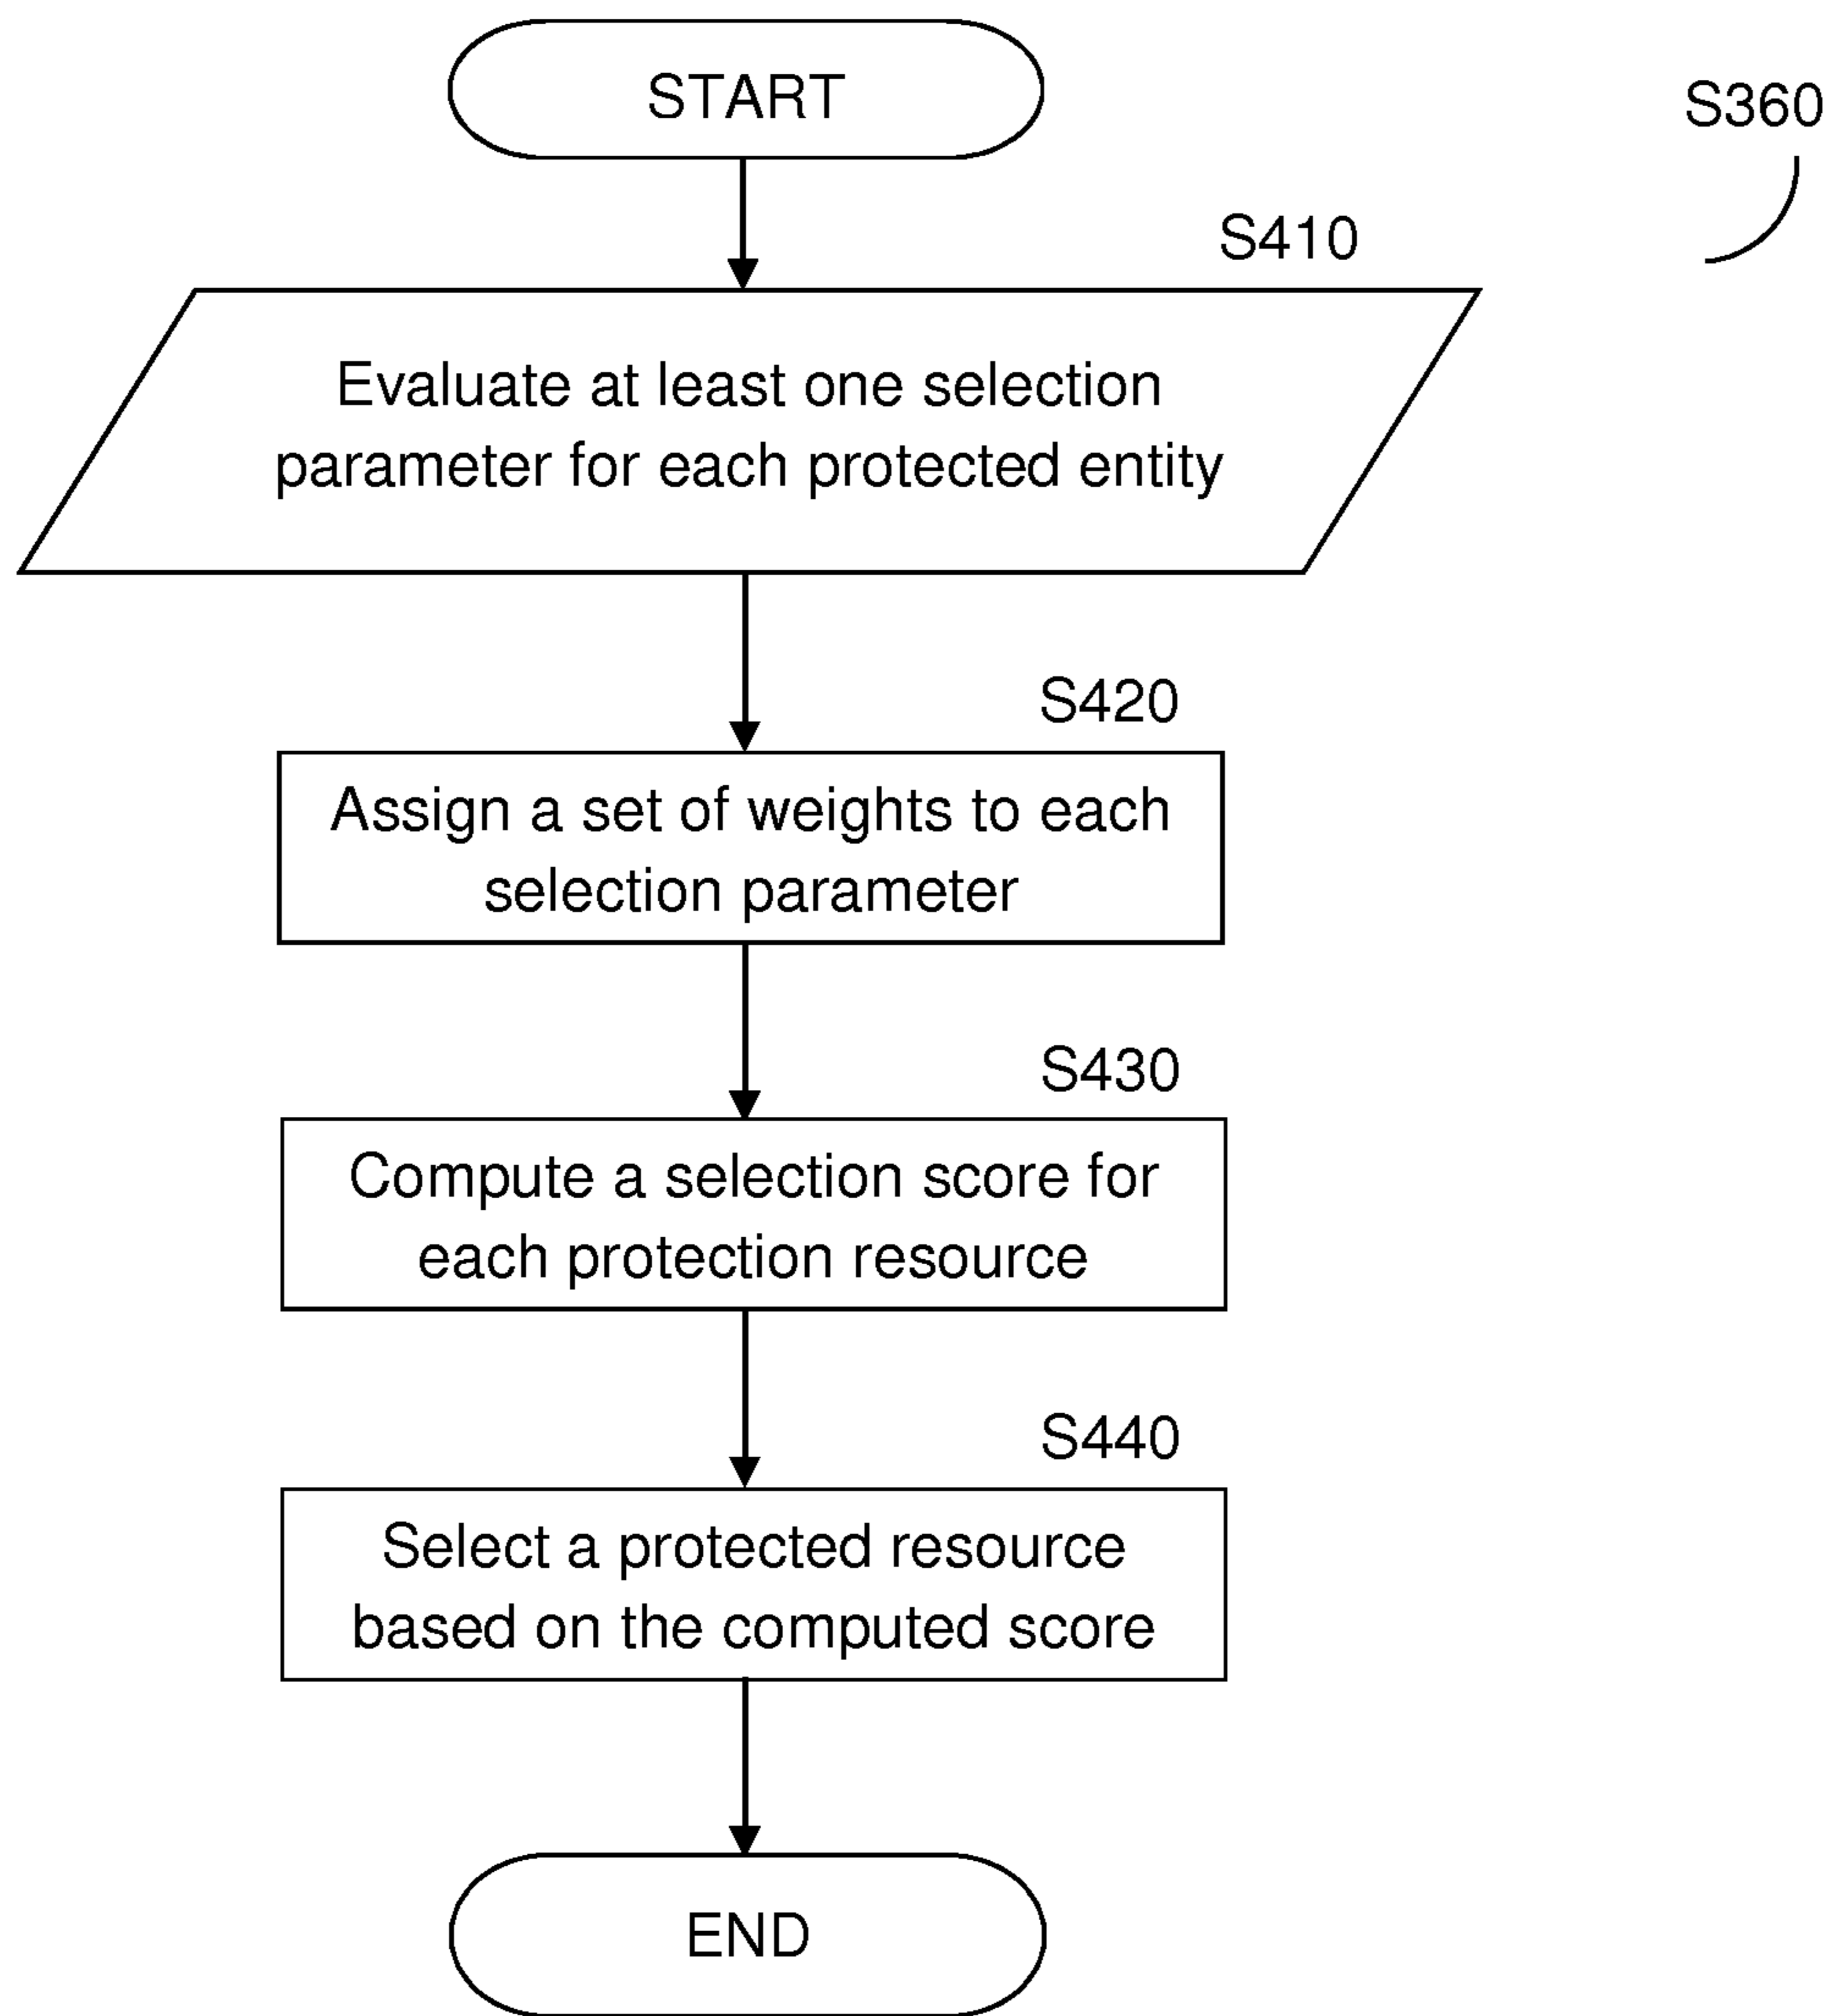 START
S360
S410
Evaluate at least one selection
parameter for each protected entity
S420
Assign a set of weights to each
selection parameter
S430
Compute a selection score for
each protection resource
S440
Select a protected resource
based on the computed score
END